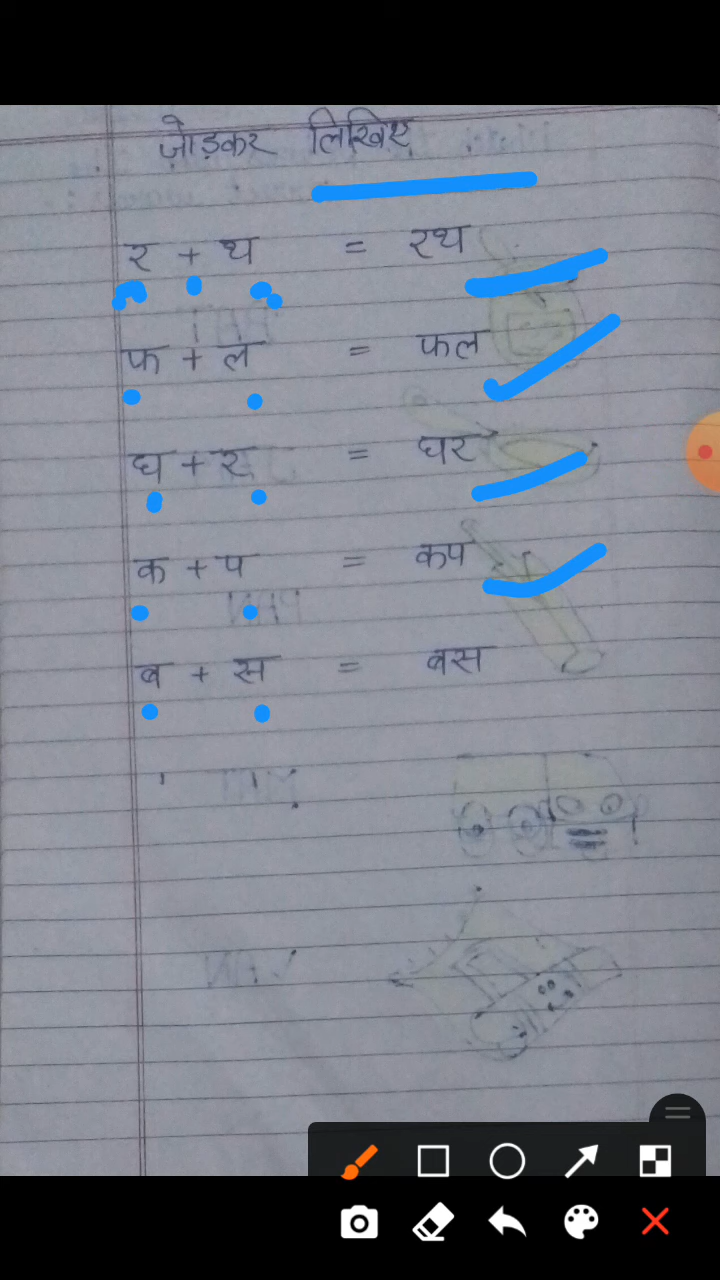 जोड़कर लिखिए
र + थ = रथ
फ + ल = फल
घ + र = घर
क + प = कप
ब + स = बस